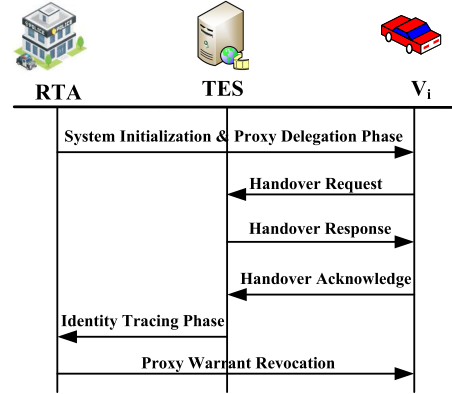 RTA
TES
Vi
System Initialization & Proxy Delegation Phase
Handover Request
Handover Response
Handover Acknowledge
Identity Tracing Phase
Proxy Warrant Revocation